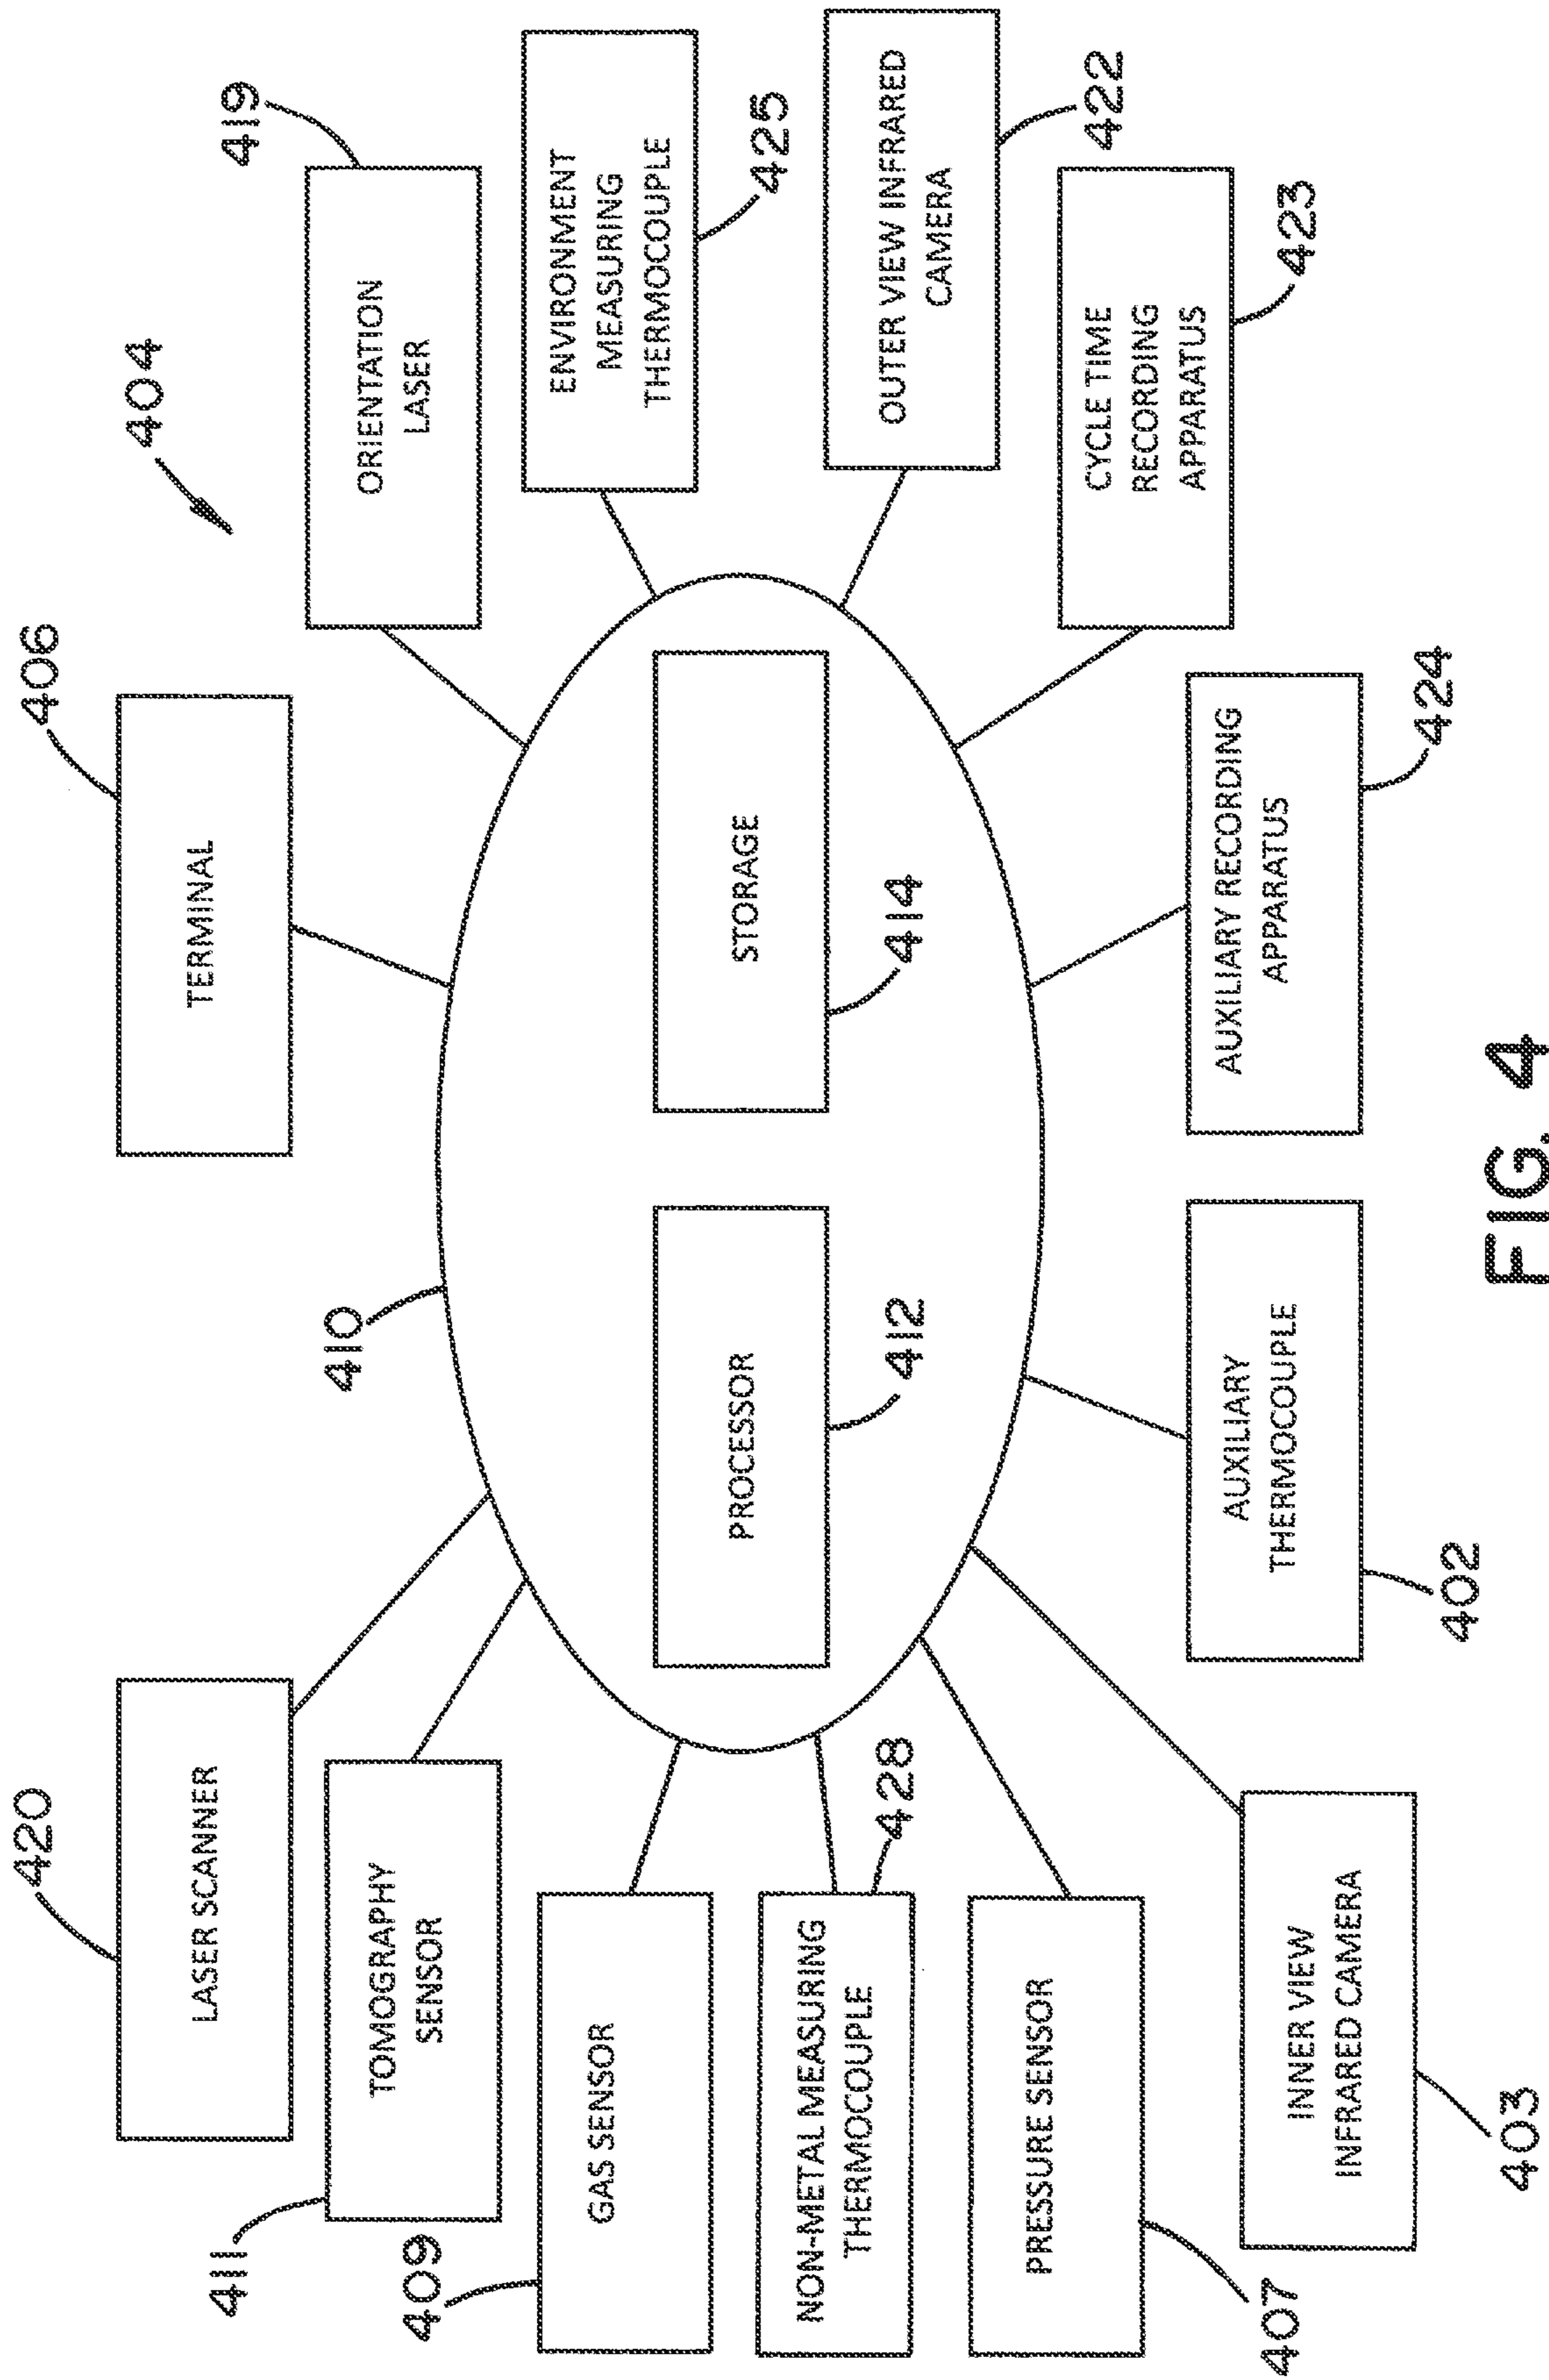 420
LASER SCANNER
406
TERMINAL
404
411
TOMOGRAPHY
SENSOR
410
419
ORIENTATION
LASER
409
GAS SENSOR
ENVIRONMENT
MEASURING
THERMOCOUPLE
425
NON-METAL MEASURING
THERMOCOUPLE
428
PROCESSOR
412
STORAGE
414
OUTER VIEW INFRARED
CAMERA
422
PRESSURE SENSOR
407
CYCLE TIME
RECORDING
APPARATUS
423
INNER VIEW
INFRARED CAMERA
403
AUXILIARY
THERMOCOUPLE
402
AUXILIARY RECORDING
APPARATUS
424
FIG. 4